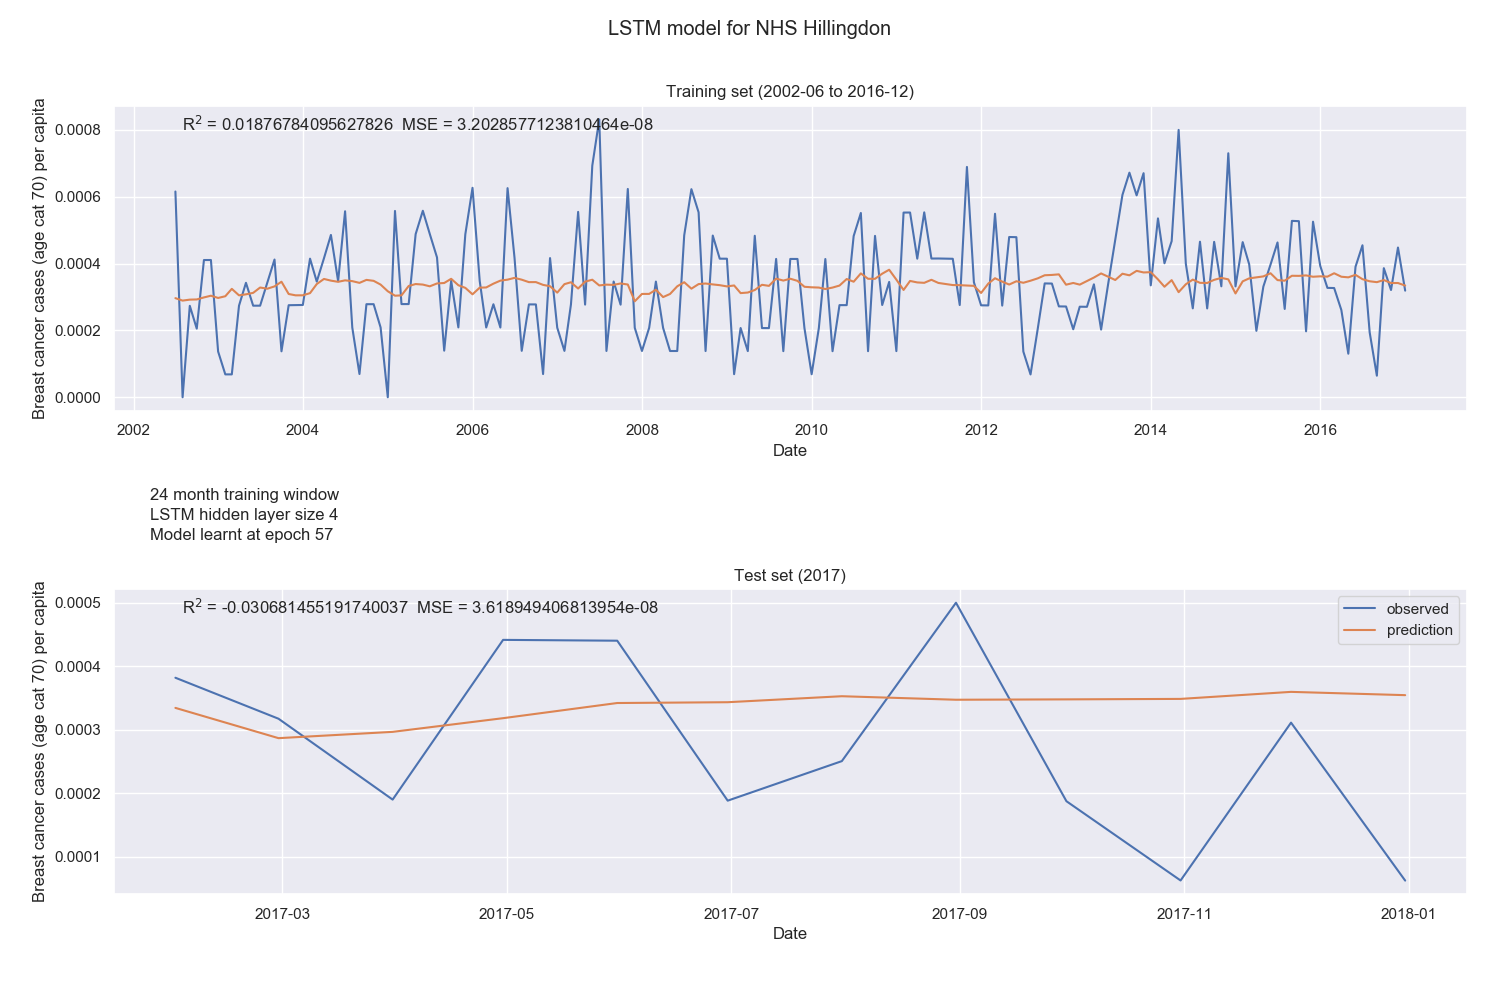 LSTM model for NHS Hillingdon
Training set (2002-06 to 2016-12)
R² = 0.01876784095627826 MSE = 3.2028577123810464e-08
Breast cancer cases (age cat 70) per capita
0.0008
0.0006
0.0004
0.0002
0.0000
2002 2004 2006 2008 2010 2012 2014 2016
Date
24 month training window
LSTM hidden layer size 4
Model learnt at epoch 57
Test set (2017)
R² = -0.030681455191740037 MSE = 3.618949406813954e-08
observed
prediction
Breast cancer cases (age cat 70) per capita
0.0005
0.0004
0.0003
0.0002
0.0001
2017-03 2017-05 2017-07 2017-09 2017-11 2018-01
Date